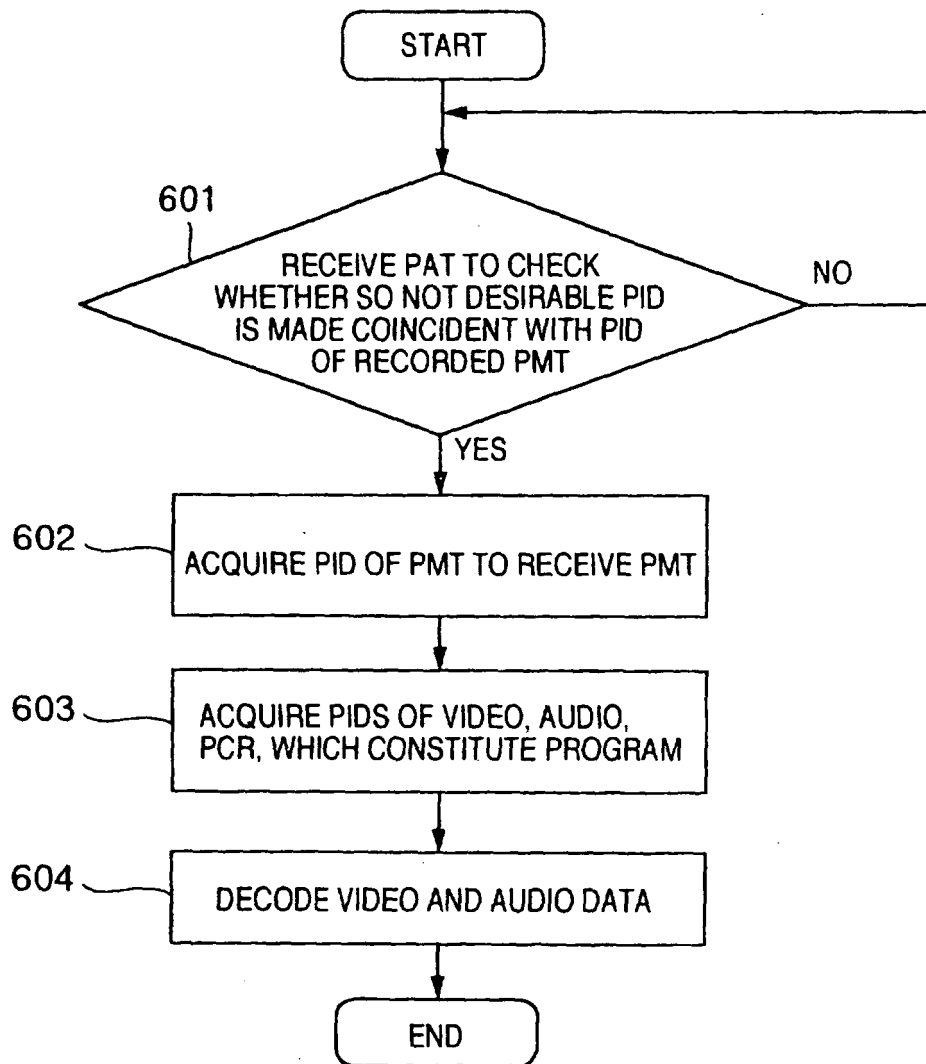 START
601
RECEIVE PAT TO CHECK
WHETHER SO NOT DESIRABLE PID
IS MADE COINCIDENT WITH PID
OF RECORDED PMT
NO
YES
602
ACQUIRE PID OF PMT TO RECEIVE PMT
603
ACQUIRE PIDS OF VIDEO, AUDIO,
PCR, WHICH CONSTITUTE PROGRAM
604
DECODE VIDEO AND AUDIO DATA
END